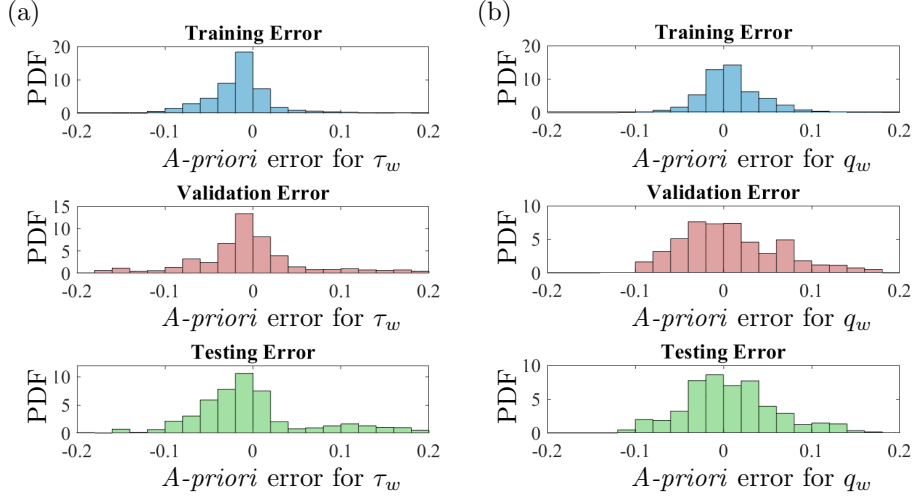 (a)
Training Error
PDF
20
10
0
-0.2 -0.1 0 0.1 0.2
A-priori error for τw
Validation Error
PDF
15
10
5
0
-0.2 -0.1 0 0.1 0.2
A-priori error for τw
Testing Error
PDF
10
5
0
-0.2 -0.1 0 0.1 0.2
A-priori error for τw
(b)
Training Error
PDF
20
10
0
-0.2 -0.1 0 0.1 0.2
A-priori error for qw
Validation Error
PDF
10
5
0
-0.2 -0.1 0 0.1 0.2
A-priori error for qw
Testing Error
PDF
10
5
0
-0.2 -0.1 0 0.1 0.2
A-priori error for qw